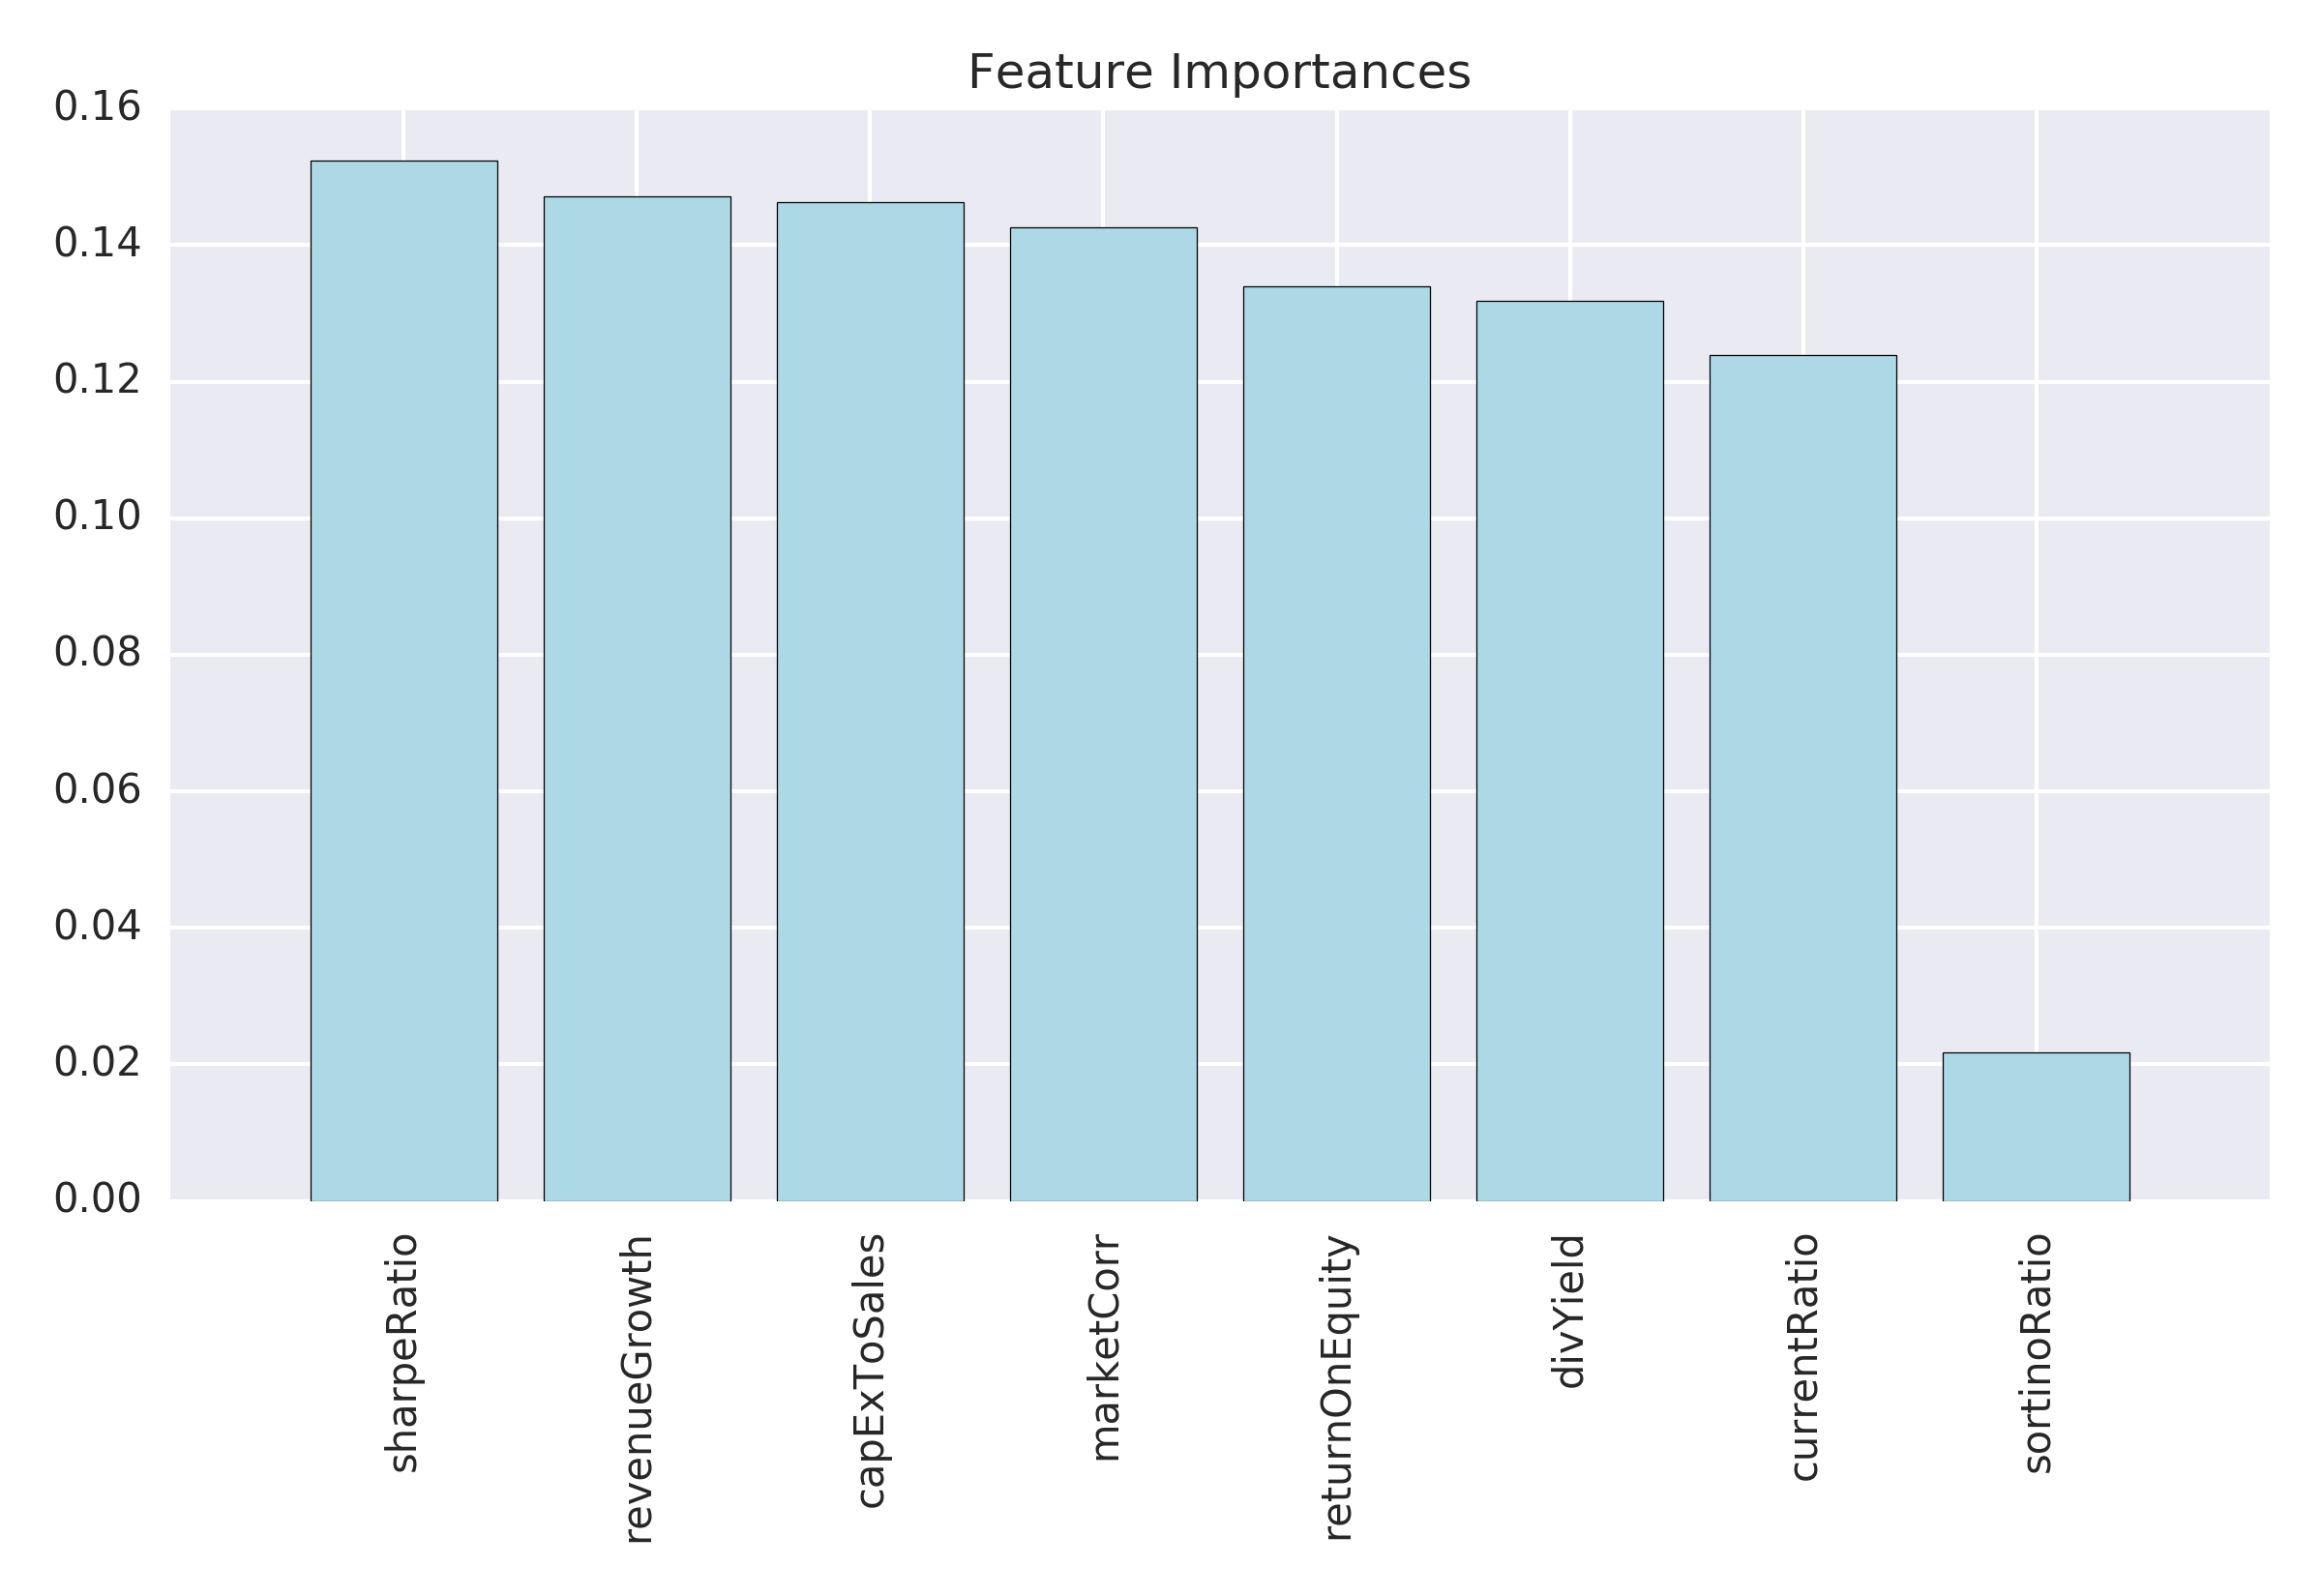 Feature Importances
0.16
0.14
0.12
0.10
0.08
0.06
0.04
0.02
0.00
sharpeRatio
revenueGrowth
capExToSales
marketCorr
returnOnEquity
divYield
currentRatio
sortinoRatio